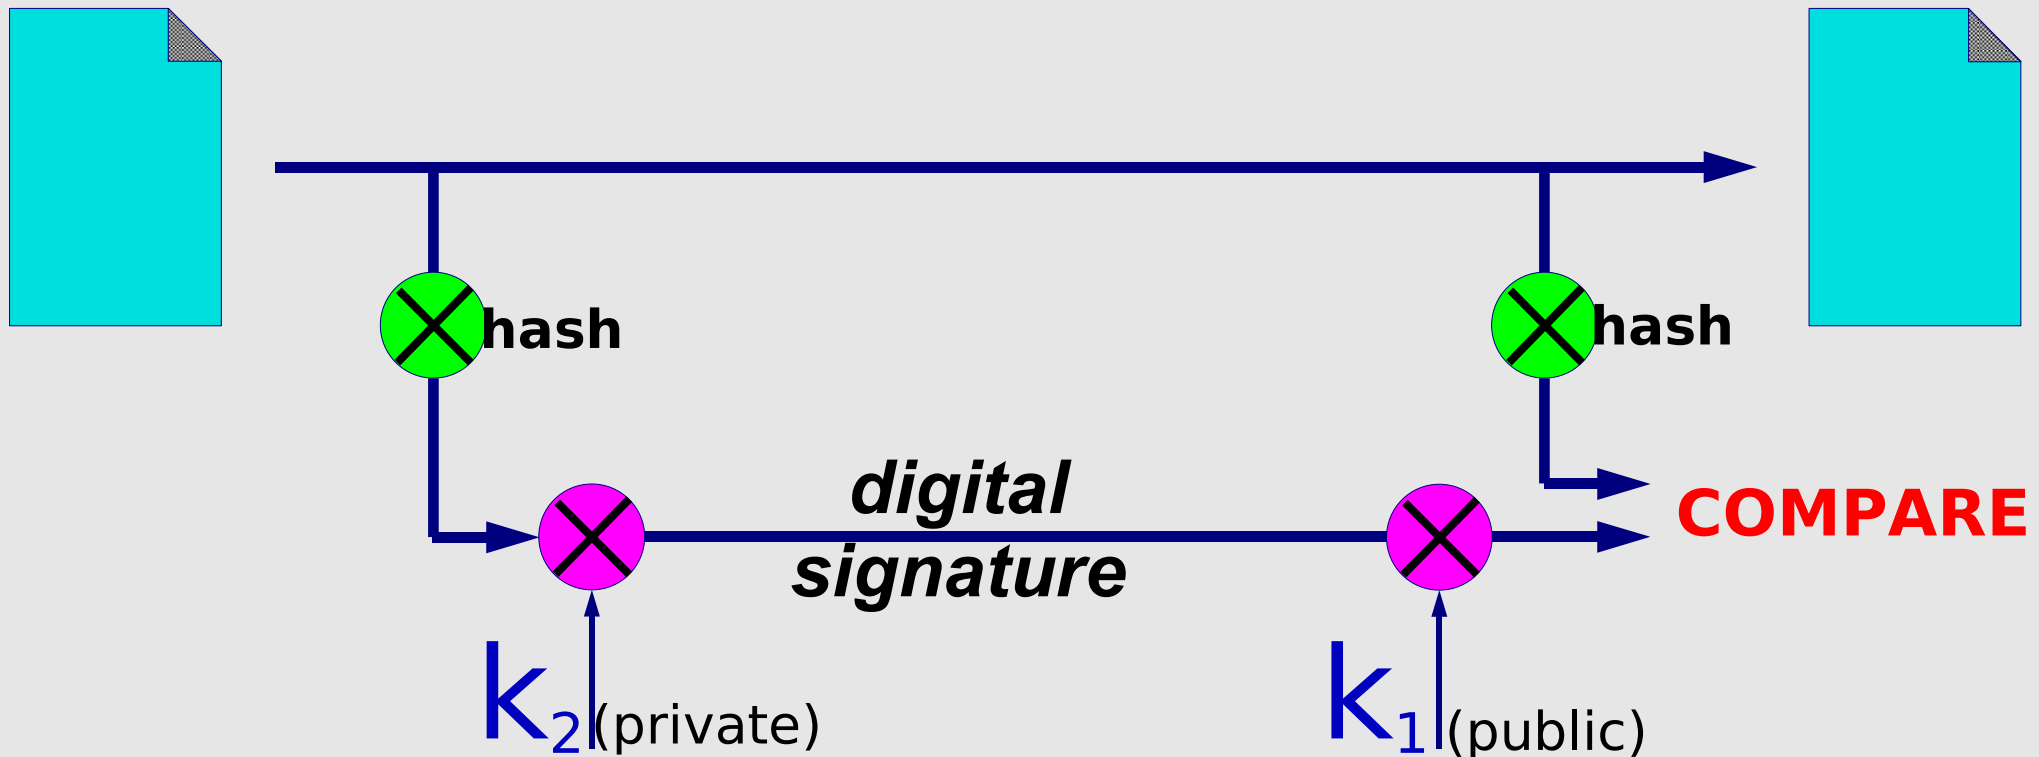 hash
hash
digital
signature
COMPARE
k2(private)
k1(public)